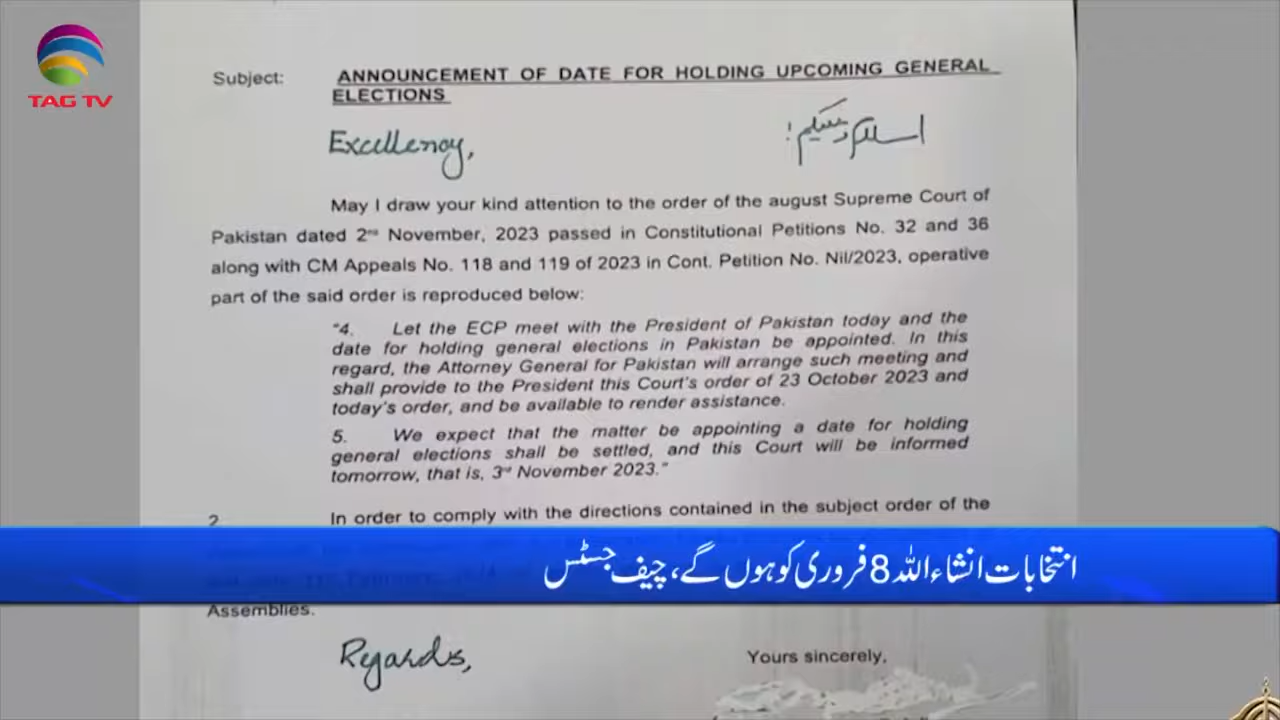 TAG TV
Subject: ANNOUNCEMENT OF DATE FOR HOLDING UPCOMING GENERAL
ELECTIONS
Excellency,
May I draw your kind attention to the order of the august Supreme Court of
Pakistan dated 2nd November, 2023 passed in Constitutional Petitions No. 32 and 36
along with CM Appeals No. 118 and 119 of 2023 in Cont. Petition No. Nil/2023, operative
part of the said order is reproduced below:
"4. Let the ECP meet with the President of Pakistan today and the
date for holding general elections in Pakistan be appointed. In this
regard, the Attorney General for Pakistan will arrange such meeting and
shall provide to the President this Court's order of 23 October 2023 and
today's order, and be available to render assistance.
5. We expect that the matter be appointing a date for holding
general elections shall be settled, and this Court will be informed
tomorrow, that is, 3rd November 2023."
2 In order to comply with the directions contained in the subject order of the
انتخابات انشاء اللہ 8 فروری کو ہوں گے، چیف جسٹس
Assemblies.
Regards,
Yours sincerely,